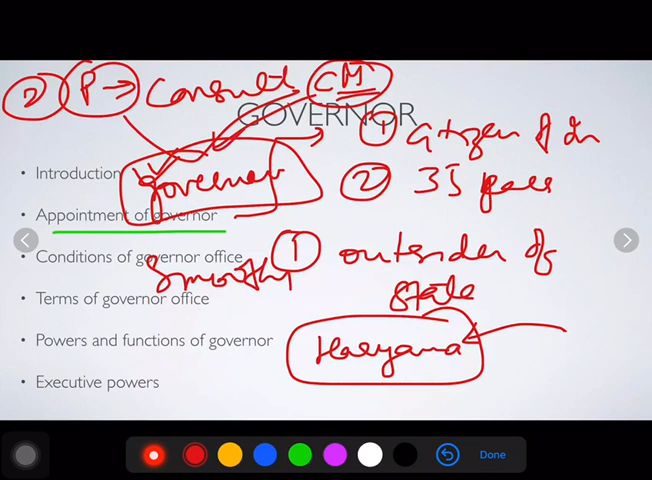 ② P → Consult CM
GOVERNOR
① Citizen of In
• Introduction
governor
② 35 years
• Appointment of governor
① outsider of
state
• Conditions of governor office
Smoothly
• Terms of governor office
• Powers and functions of governor
Haryana
• Executive powers
Done